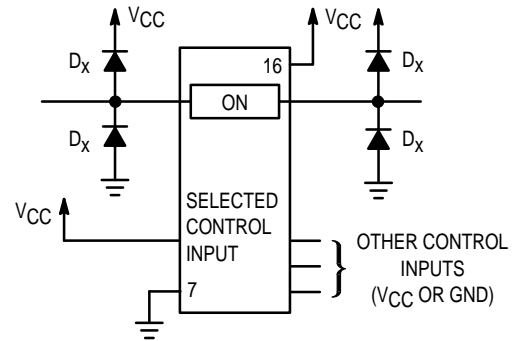 VCC
VCC
Dx
16
Dx
ON
Dx
Dx
VCC
SELECTED
CONTROL
INPUT
OTHER CONTROL
INPUTS
(VCC OR GND)
7